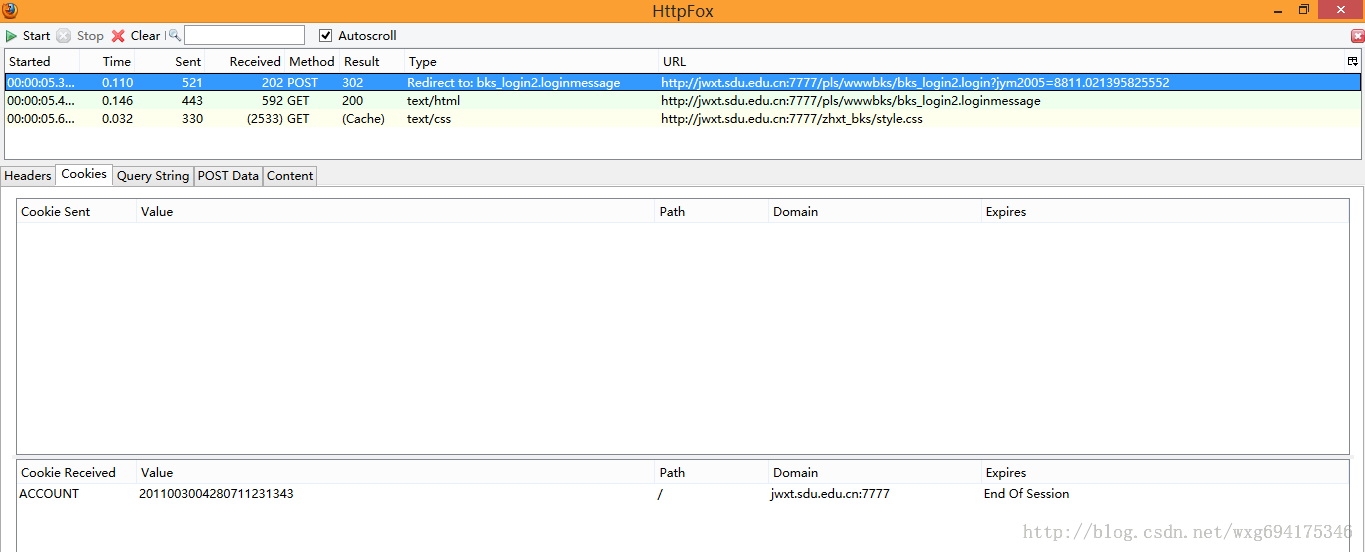 HttpFox
Start Stop Clear Autoscroll
Started Time Sent Received Method Result Type URL
00:00:05.3... 0.110 521 202 POST 302 Redirect to: bks_login2.loginmessage http://jwxt.sdu.edu.cn:7777/pls/wwwbks/bks_login2.login?jym2005=8811.021395825552
00:00:05.4... 0.146 443 592 GET 200 text/html http://jwxt.sdu.edu.cn:7777/pls/wwwbks/bks_login2.loginmessage
00:00:05.6... 0.032 330 (2533) GET (Cache) text/css http://jwxt.sdu.edu.cn:7777/zhxt_bks/style.css
Headers Cookies Query String POST Data Content
Cookie Sent Value Path Domain Expires
Cookie Received Value Path Domain Expires
ACCOUNT 2011003004280711231343 / jwxt.sdu.edu.cn:7777 End Of Session
http://blog.csdn.net/wxg694175346